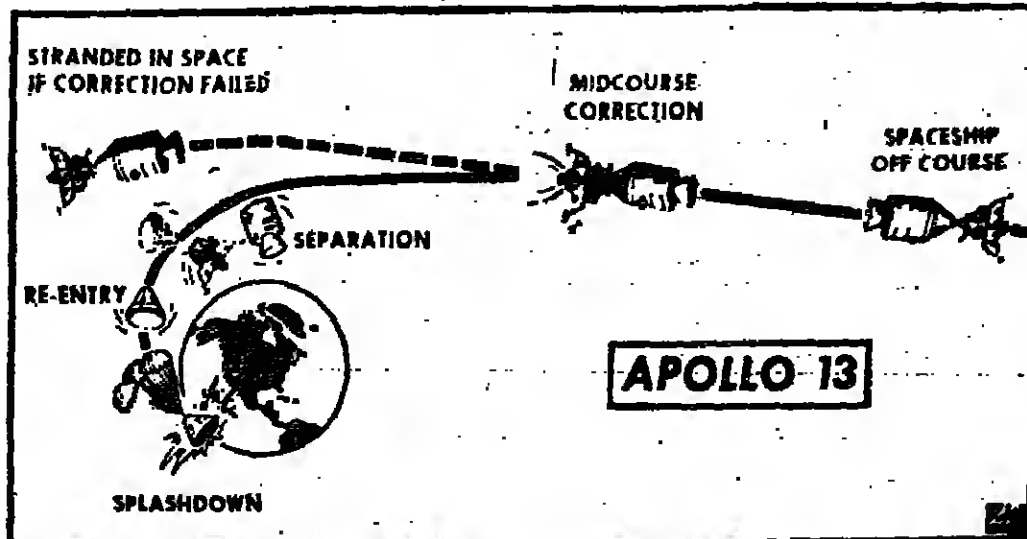 STRANDED IN SPACE
IF CORRECTION FAILED
MIDCOURSE
CORRECTION
SPACESHIP
OFF COURSE
SEPARATION
RE-ENTRY
APOLLO 13
SPLASHDOWN